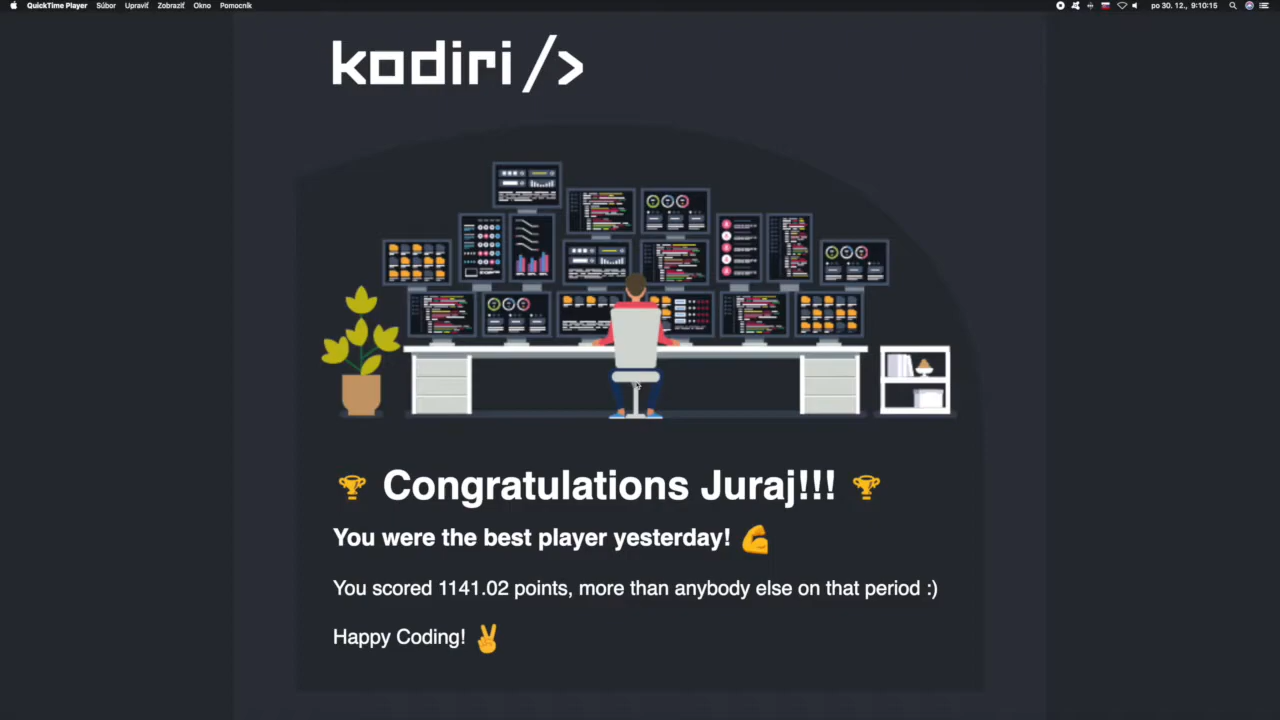 QuickTime Player Súbor Upraviť Zobraziť Okno Pomocník po 30. 12., 9:10:15
kodiri />
🏆 Congratulations Juraj!!! 🏆
You were the best player yesterday! 💪
You scored 1141.02 points, more than anybody else on that period :)
Happy Coding! ✌️